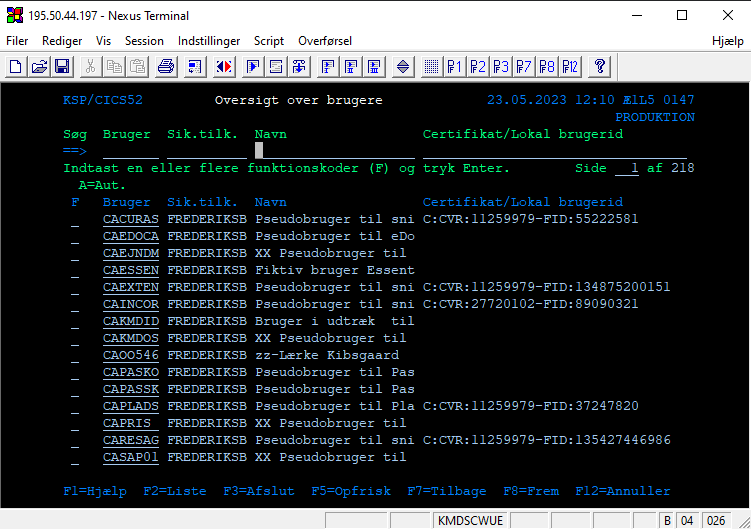 195.50.44.197 - Nexus Terminal
Filer Rediger Vis Session Indstillinger Script Overførsel Hjælp
P1 P2 P3 P7 P8 P12
KSP/CICS52 Oversigt over brugere 23.05.2023 12:10 Æ1L5 0147
PRODUKTION
Søg Bruger Sik.tilk. Navn Certifikat/Lokal brugerid
==>
Indtast en eller flere funktionskoder (F) og tryk Enter. Side 1 af 218
A=Aut.
F Bruger Sik.tilk. Navn Certifikat/Lokal brugerid
_ CACURAS FREDERIKSB Pseudobruger til sni C:CVR:11259979-FID:55222581
_ CAEDOCA FREDERIKSB Pseudobruger til eDo
_ CAEJNDM FREDERIKSB XX Pseudobruger til
_ CAESSEN FREDERIKSB Fiktiv bruger Essent
_ CAEXTEN FREDERIKSB Pseudobruger til sni C:CVR:11259979-FID:134875200151
_ CAINCOR FREDERIKSB Pseudobruger til sni C:CVR:27720102-FID:89090321
_ CAKMDID FREDERIKSB Bruger i udtræk til
_ CAKMDOS FREDERIKSB XX Pseudobruger til
_ CAOO546 FREDERIKSB zz-Lærke Kibsgaard
_ CAPASKO FREDERIKSB Pseudobruger til Pas
_ CAPASSK FREDERIKSB Pseudobruger til Pas
_ CAPLADS FREDERIKSB Pseudobruger til Pla C:CVR:11259979-FID:37247820
_ CAPRIS FREDERIKSB XX Pseudobruger til
_ CARESAG FREDERIKSB Pseudobruger til sni C:CVR:11259979-FID:135427446986
_ CASAP01 FREDERIKSB XX Pseudobruger til
F1=Hjælp F2=Liste F3=Afslut F5=Opfrisk F7=Tilbage F8=Frem F12=Annuller
KMDSCWUE B 04 026